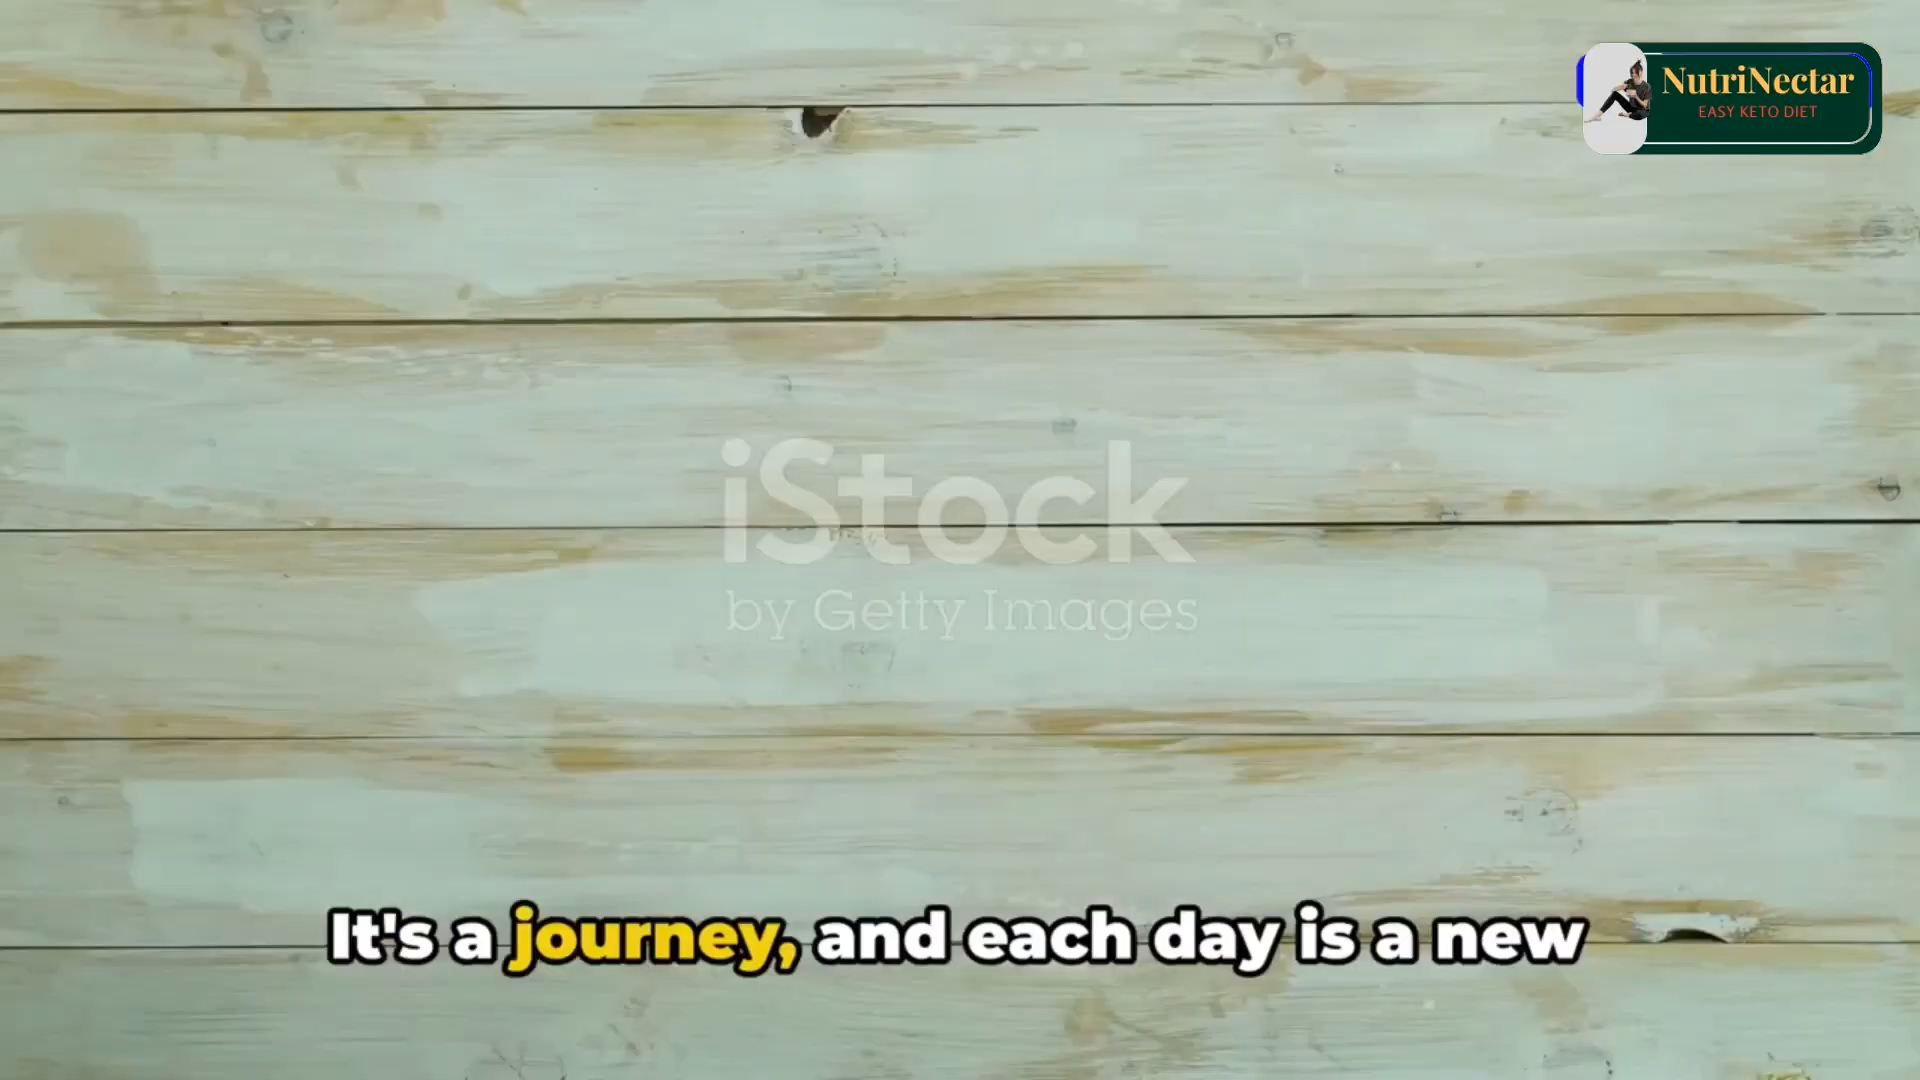 NutriNectar
EASY KETO DIET
iStock
by Getty Images
It's a journey, and each day is a new